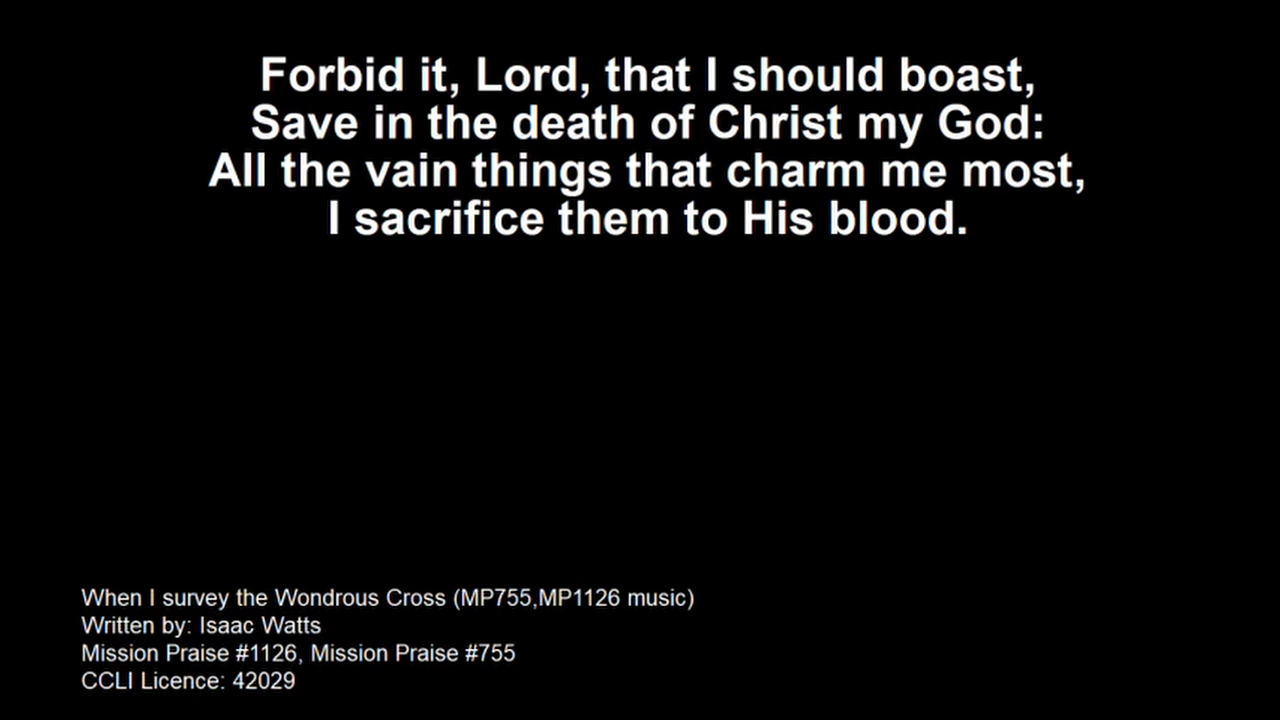 Forbid it, Lord, that I should boast,
Save in the death of Christ my God:
All the vain things that charm me most,
I sacrifice them to His blood.
When I survey the Wondrous Cross (MP755,MP1126 music)
Written by: Isaac Watts
Mission Praise #1126, Mission Praise #755
CCLI Licence: 42029